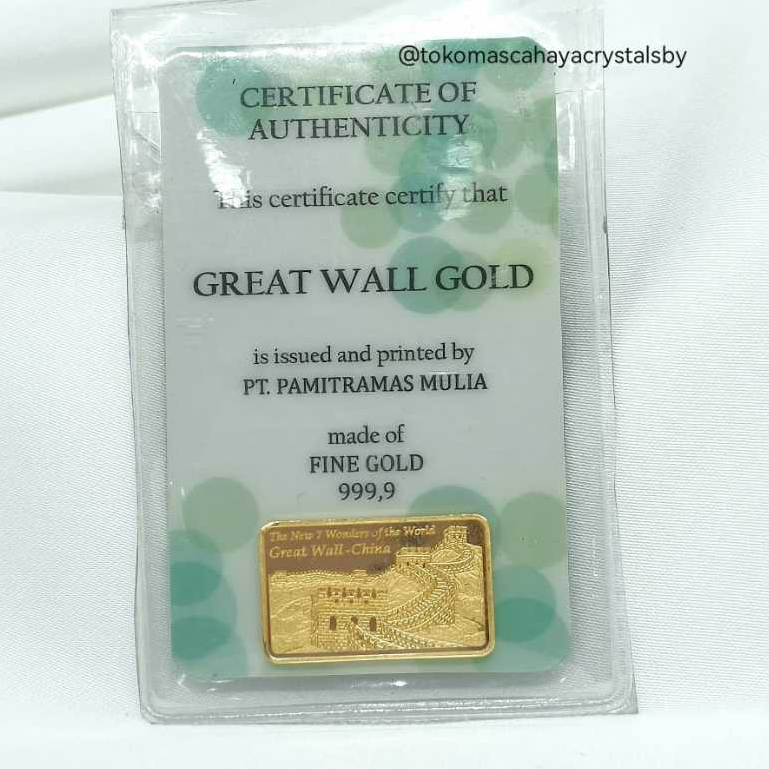 @tokomascahayacrystalsby
CERTIFICATE OF
AUTHENTICITY
This certificate certify that
GREAT WALL GOLD
is issued and printed by
PT. PAMITRAMAS MULIA
made of
FINE GOLD
999,9
The New 7 Wonders of the World
Great Wall-China